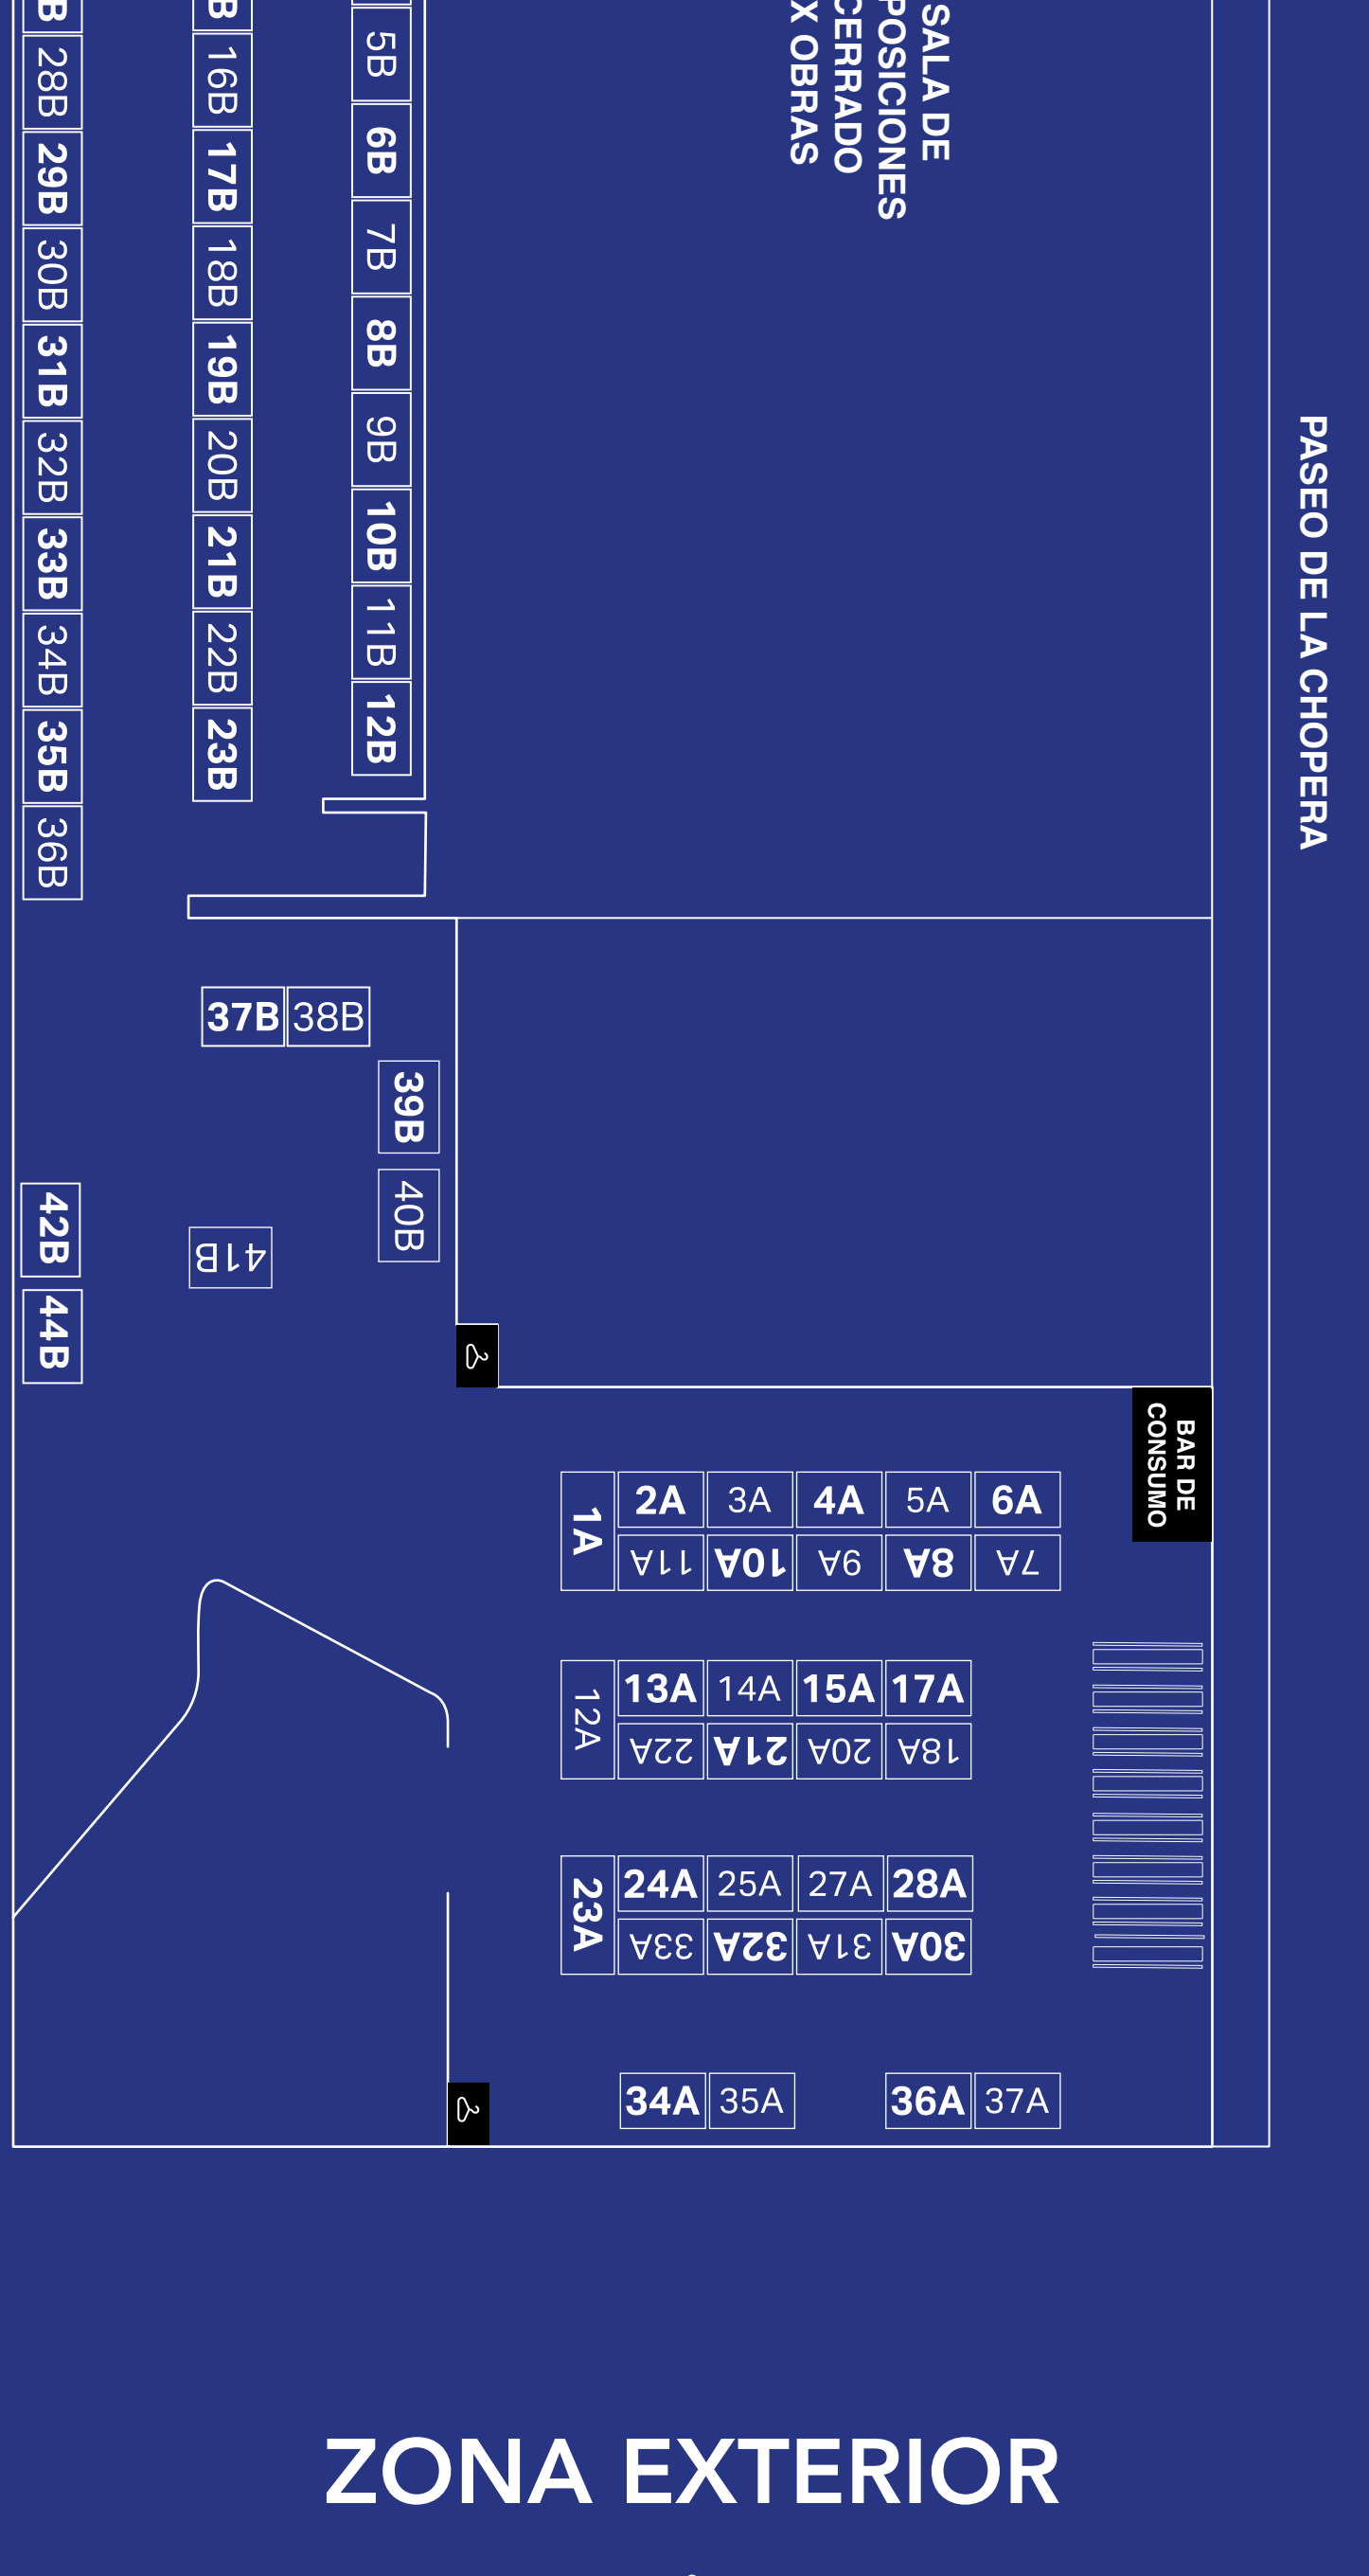 B
28B
29B
30B
31B
32B
33B
34B
35B
36B
B
16B
17B
18B
19B
20B
21B
22B
23B
5B
6B
7B
8B
9B
10B
11B
12B
SALA DE
POSICIONES
CERRADO
X OBRAS
PASEO DE LA CHOPERA
37B 38B
39B
40B
41B
42B
44B
BAR DE
CONSUMO
1A
2A 3A 4A 5A 6A
11A 10A 9A 8A 7A
12A
13A 14A 15A 17A
22A 21A 20A 18A
23A
24A 25A 27A 28A
33A 32A 31A 30A
34A 35A 36A 37A
ZONA EXTERIOR